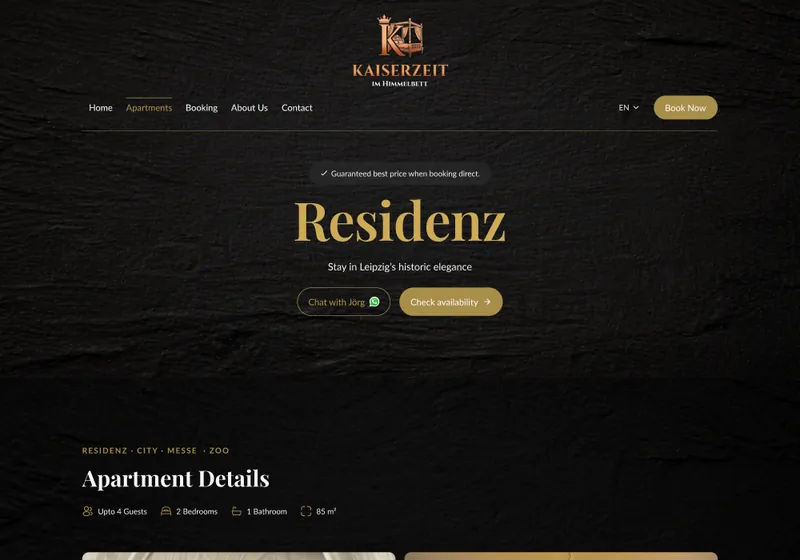 KAISERZEIT
IM HIMMELBETT
Home Apartments Booking About Us Contact EN Book Now
Guaranteed best price when booking direct.
Residenz
Stay in Leipzig's historic elegance
Chat with Jörg Check availability
RESIDENZ · CITY · MESSE · ZOO
Apartment Details
Upto 4 Guests 2 Bedrooms 1 Bathroom 85 m²